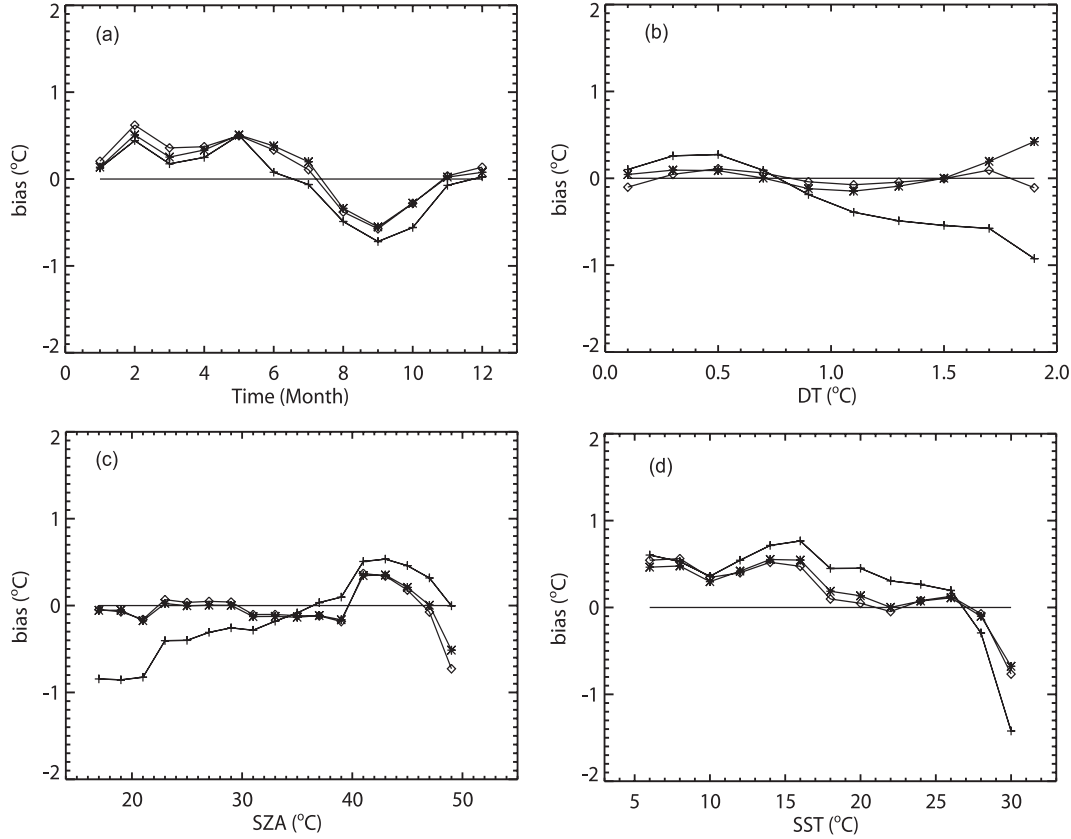 (a)
2
1
0
-1
-2
bias (°C)
0 2 4 6 8 10 12
Time (Month)
(b)
2
1
0
-1
-2
bias (°C)
0.0 0.5 1.0 1.5 2.0
DT (°C)
(c)
2
1
0
-1
-2
bias (°C)
20 30 40 50
SZA (°C)
(d)
2
1
0
-1
-2
bias (°C)
5 10 15 20 25 30
SST (°C)